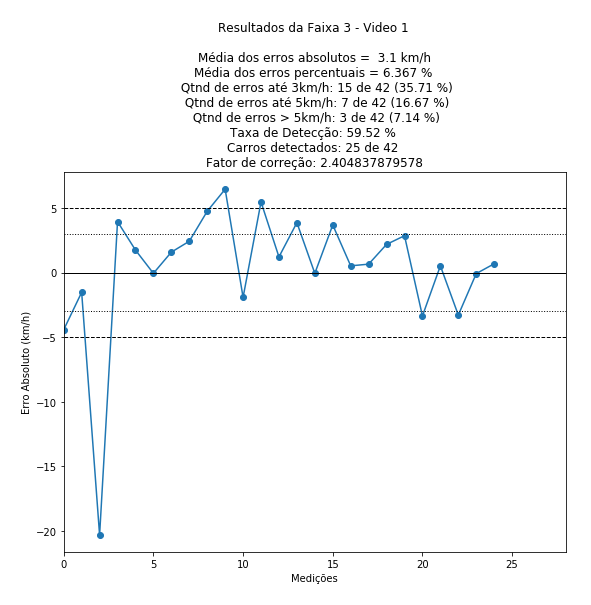 Resultados da Faixa 3 - Video 1
Média dos erros absolutos =  3.1 km/h
Média dos erros percentuais = 6.367 %
Qtnd de erros até 3km/h: 15 de 42 (35.71 %)
Qtnd de erros até 5km/h: 7 de 42 (16.67 %)
Qtnd de erros > 5km/h: 3 de 42 (7.14 %)
Taxa de Detecção: 59.52 %
Carros detectados: 25 de 42
Fator de correção: 2.404837879578
5
0
−5
−10
−15
−20
Erro Absoluto (km/h)
0 5 10 15 20 25
Medições